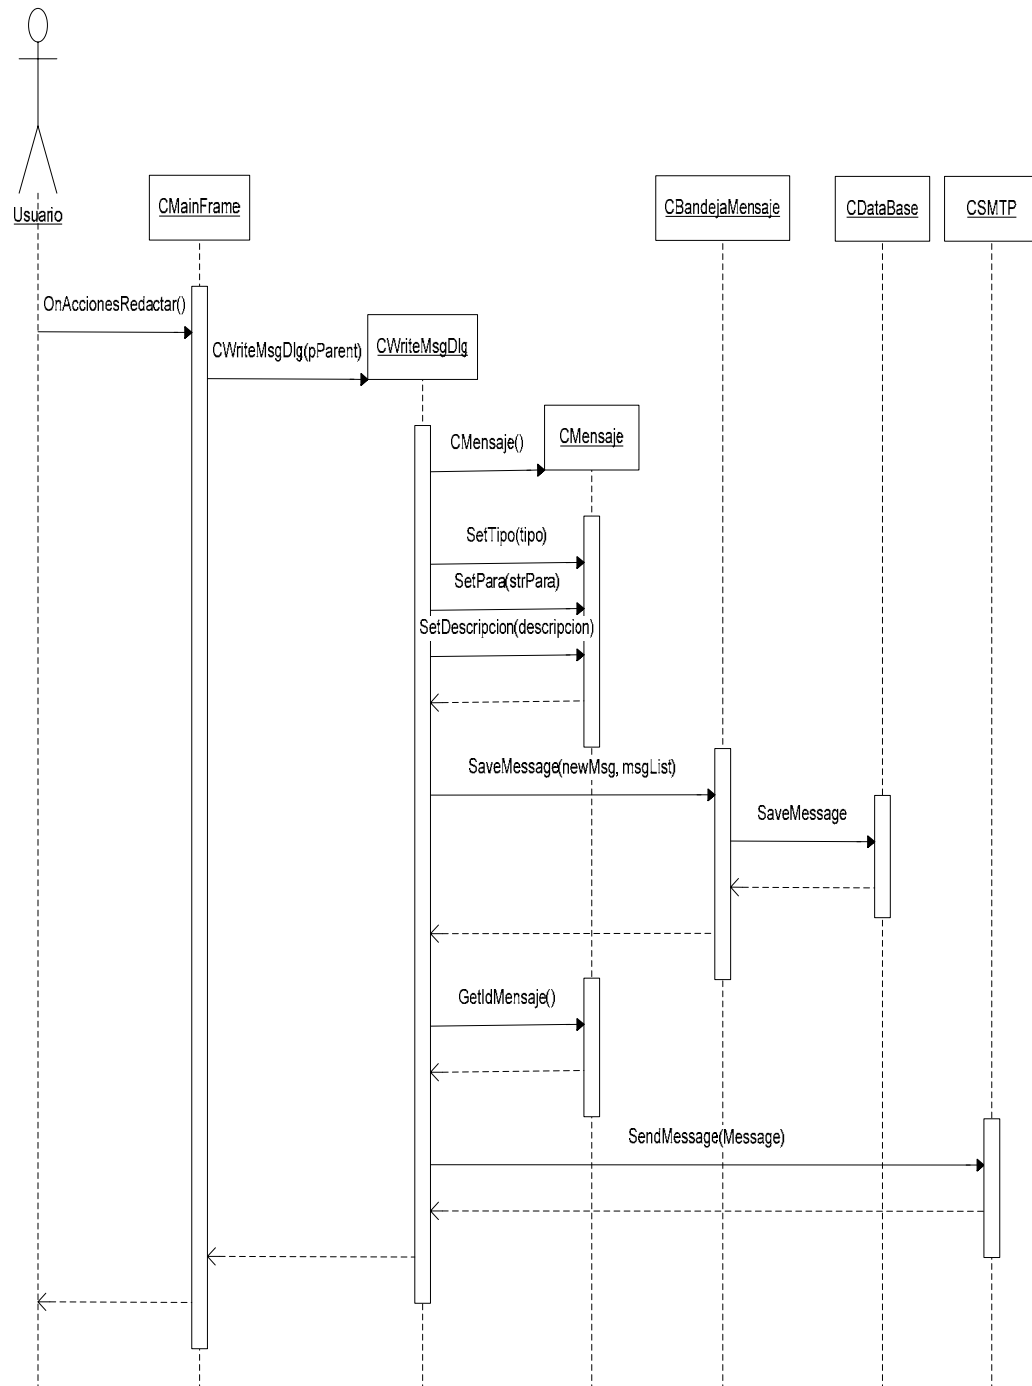 Usuario
CMainFrame
CBandejaMensaje
CDataBase
CSMTP
OnAccionesRedactar()
CWriteMsgDlg(pParent)
CWriteMsgDlg
CMensaje()
CMensaje
SetTipo(tipo)
SetPara(strPara)
SetDescripcion(descripcion)
SaveMessage(newMsg, msgList)
SaveMessage
GetIdMensaje()
SendMessage(Message)